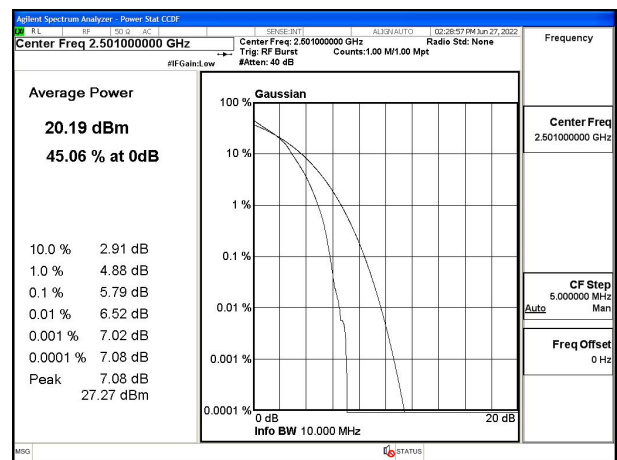 Agilent Spectrum Analyzer - Power Stat CCDF
RL RF 50 Ω AC SENSE:INT ALIGN AUTO 02:28:57 PM Jun 27, 2022
Center Freq 2.501000000 GHz
Center Freq: 2.501000000 GHz Radio Std: None
Trig: RF Burst Counts:1.00 M/1.00 Mpt
#IFGain:Low #Atten: 40 dB
Frequency
Average Power
20.19 dBm
45.06 % at 0dB
10.0 % 2.91 dB
1.0 % 4.88 dB
0.1 % 5.79 dB
0.01 % 6.52 dB
0.001 % 7.02 dB
0.0001 % 7.08 dB
Peak 7.08 dB
27.27 dBm
Gaussian
100 %
10 %
1 %
0.1 %
0.01 %
0.001 %
0.0001 %
0 dB 20 dB
Info BW 10.000 MHz
Center Freq
2.501000000 GHz
CF Step
5.000000 MHz
Auto Man
Freq Offset
0 Hz
MSG STATUS